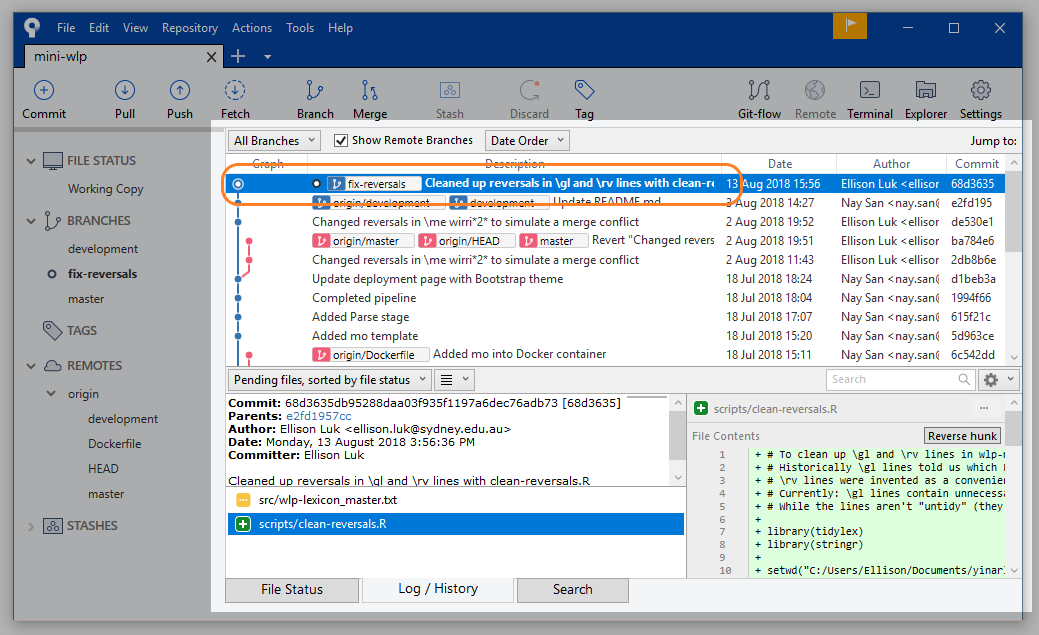 File Edit View Repository Actions Tools Help
mini-wlp
Commit Pull Push Fetch Branch Merge Stash Discard Tag Git-flow Remote Terminal Explorer Settings
All Branches Show Remote Branches Date Order Jump to:
Graph Description Date Author Commit
fix-reversals Cleaned up reversals in \gl and \rv lines with clean-re 13 Aug 2018 15:56 Ellison Luk <ellison 68d3635
origin/development development Update README.md 3 Aug 2018 14:27 Nay San <nay.san@ e2fd195
Changed reversals in \me wirri*2* to simulate a merge conflict 2 Aug 2018 19:52 Ellison Luk <ellison de530e1
origin/master origin/HEAD master Revert "Changed revers 2 Aug 2018 19:51 Nay San <nay.san@ ba784e6
Changed reversals in \me wirri*2* to simulate a merge conflict 2 Aug 2018 11:43 Ellison Luk <ellison 2db8b6e
Update deployment page with Bootstrap theme 18 Jul 2018 18:24 Nay San <nay.san@ d1beb3a
Completed pipeline 18 Jul 2018 18:04 Nay San <nay.san@ 1994f66
Added Parse stage 18 Jul 2018 17:07 Nay San <nay.san@ 615f21c
Added mo template 18 Jul 2018 15:20 Nay San <nay.san@ 5d963ce
origin/Dockerfile Added mo into Docker container 18 Jul 2018 15:11 Nay San <nay.san@ 6c542dd
FILE STATUS
Working Copy
BRANCHES
development
fix-reversals
master
TAGS
REMOTES
origin
development
Dockerfile
HEAD
master
STASHES
Pending files, sorted by file status Search
Commit: 68d3635db95288daa03f935f1197a6dec76adb73 [68d3635]
Parents: e2fd1957cc
Author: Ellison Luk <ellison.luk@sydney.edu.au>
Date: Monday, 13 August 2018 3:56:36 PM
Committer: Ellison Luk
Cleaned up reversals in \gl and \rv lines with clean-reversals.R
src/wlp-lexicon_master.txt
scripts/clean-reversals.R
scripts/clean-reversals.R
File Contents Reverse hunk
1 + # To clean up \gl and \rv lines in wlp-
2 + # Historically \gl lines told us which
3 + # \rv lines were invented as a convenien
4 + # Currently: \gl lines contain unnecessa
5 + # While the lines aren't "untidy" (they
6 +
7 + library(tidylex)
8 + library(stringr)
9 +
10 + setwd("C:/Users/Ellison/Documents/yinar
File Status Log / History Search